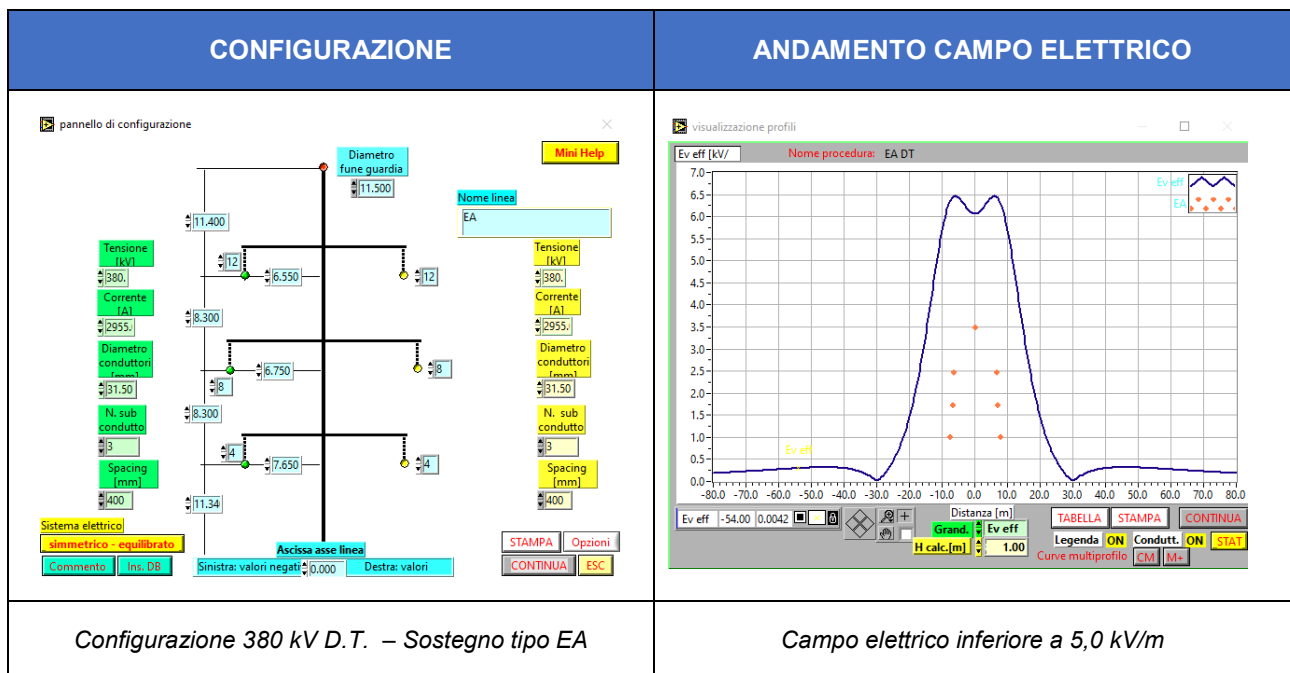 CONFIGURAZIONE
ANDAMENTO CAMPO ELETTRICO
pannello di configurazione
Mini Help
Diametro
fune guardia
11.500
Nome linea
EA
11.400
Tensione
[kV]
380.
12
6.550
12
Tensione
[kV]
380.
Corrente
[A]
2955.
8.300
Corrente
[A]
2955.
Diametro
conduttori
[mm]
31.50
6.750
8
8
Diametro
conduttori
[mm]
31.50
8.300
N. sub
condutto
3
4
7.650
4
N. sub
condutto
3
Spacing
[mm]
400
11.34
Spacing
[mm]
400
Sistema elettrico
simmetrico - equilibrato
Commento
Ins. DB
Ascissa asse linea
Sinistra: valori negati
0.000
Destra: valori
STAMPA
Opzioni
CONTINUA
ESC
visualizzazione profili
Ev eff [kV/
Nome procedura: EA DT
Ev eff
EA
7.0
6.5
6.0
5.5
5.0
4.5
4.0
3.5
3.0
2.5
2.0
1.5
1.0
0.5
0.0
Ev eff
-80.0 -70.0 -60.0 -50.0 -40.0 -30.0 -20.0 -10.0 0.0 10.0 20.0 30.0 40.0 50.0 60.0 70.0 80.0
Distanza [m]
Ev eff -54.00 0.0042
Grand. Ev eff
H calc.[m] 1.00
TABELLA
STAMPA
CONTINUA
Legenda ON Condutt. ON STAT
Curve multiprofilo CM M+
Configurazione 380 kV D.T. – Sostegno tipo EA
Campo elettrico inferiore a 5,0 kV/m